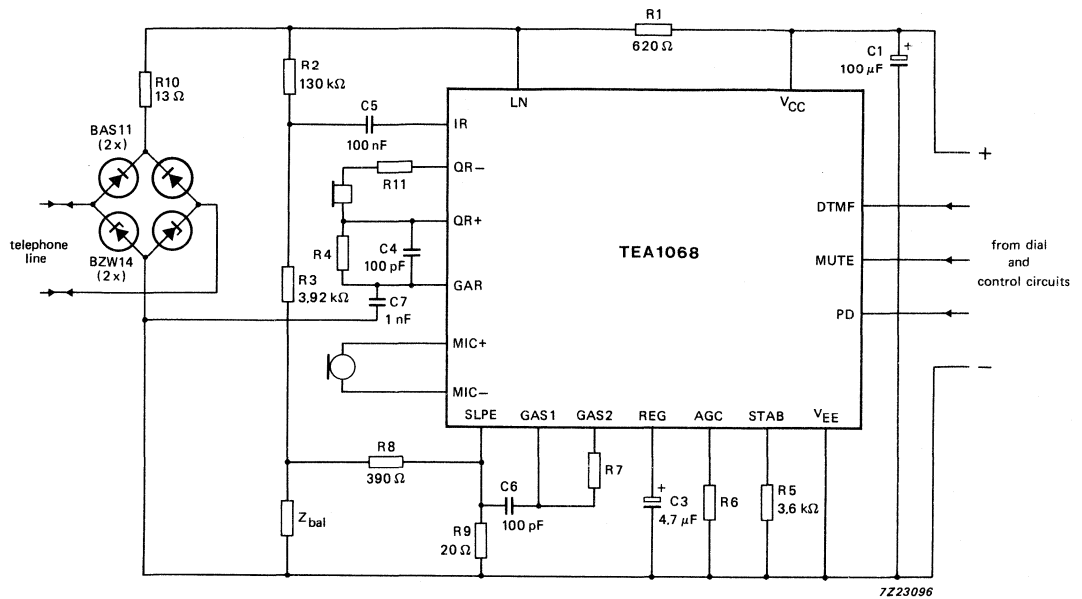 R1
620 Ω
C1
100 µF
+
R2
130 kΩ
R10
13 Ω
LN
VCC
C5
100 nF
IR
BAS11
(2x)
QR−
R11
+
DTMF
QR+
R4
C4
100 pF
TEA1068
from dial
and
control circuits
telephone
line
BZW14
(2x)
MUTE
R3
3,92 kΩ
GAR
C7
1 nF
PD
MIC+
MIC−
−
SLPE
GAS1
GAS2
REG
AGC
STAB
VEE
R8
390 Ω
R7
+
C3
4,7 µF
R6
R5
3,6 kΩ
C6
100 pF
Zbal
R9
20 Ω
7Z23096